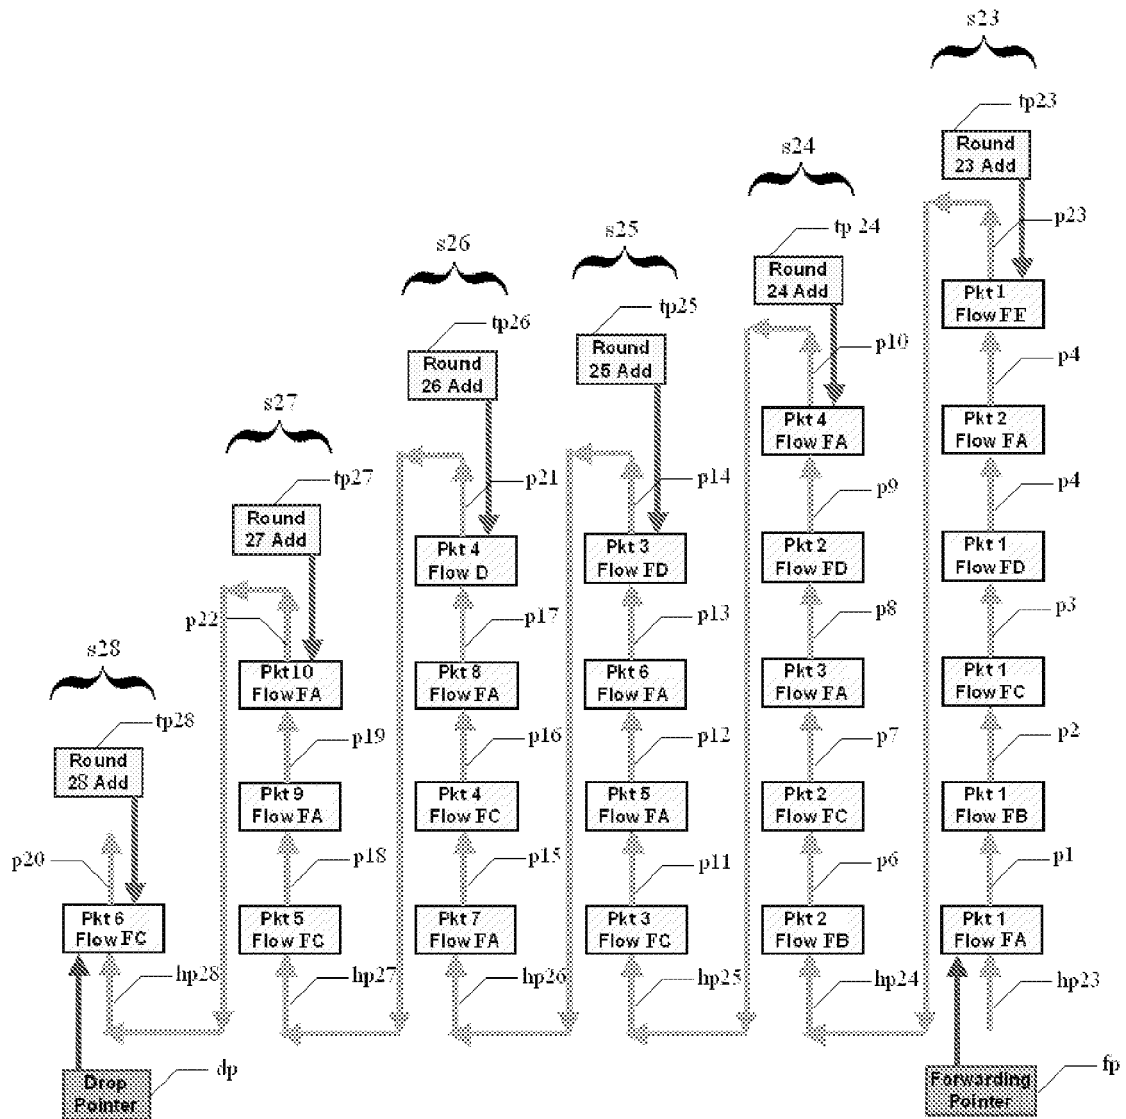 s23
tp23
Round
23 Add
p23
Pkt 1
Flow FE
p4
Pkt 2
Flow FA
p4
Pkt 1
Flow FD
p3
Pkt 1
Flow FC
p2
Pkt 1
Flow FB
p1
Pkt 1
Flow FA
hp23
fp
Forwarding
Pointer
s24
tp 24
Round
24 Add
p10
Pkt 4
Flow FA
p9
Pkt 2
Flow FD
p8
Pkt 3
Flow FA
p7
Pkt 2
Flow FC
p6
Pkt 2
Flow FB
hp24
s25
tp25
Round
25 Add
p14
Pkt 3
Flow FD
p13
Pkt 6
Flow FA
p12
Pkt 5
Flow FA
p11
Pkt 3
Flow FC
hp25
s26
tp26
Round
26 Add
p21
Pkt 4
Flow D
p17
Pkt 8
Flow FA
p16
Pkt 4
Flow FC
p15
Pkt 7
Flow FA
hp26
s27
tp27
Round
27 Add
p22
Pkt10
Flow FA
p19
Pkt 9
Flow FA
p18
Pkt 5
Flow FC
hp27
s28
tp28
Round
28 Add
p20
Pkt 6
Flow FC
hp28
dp
Drop
Pointer